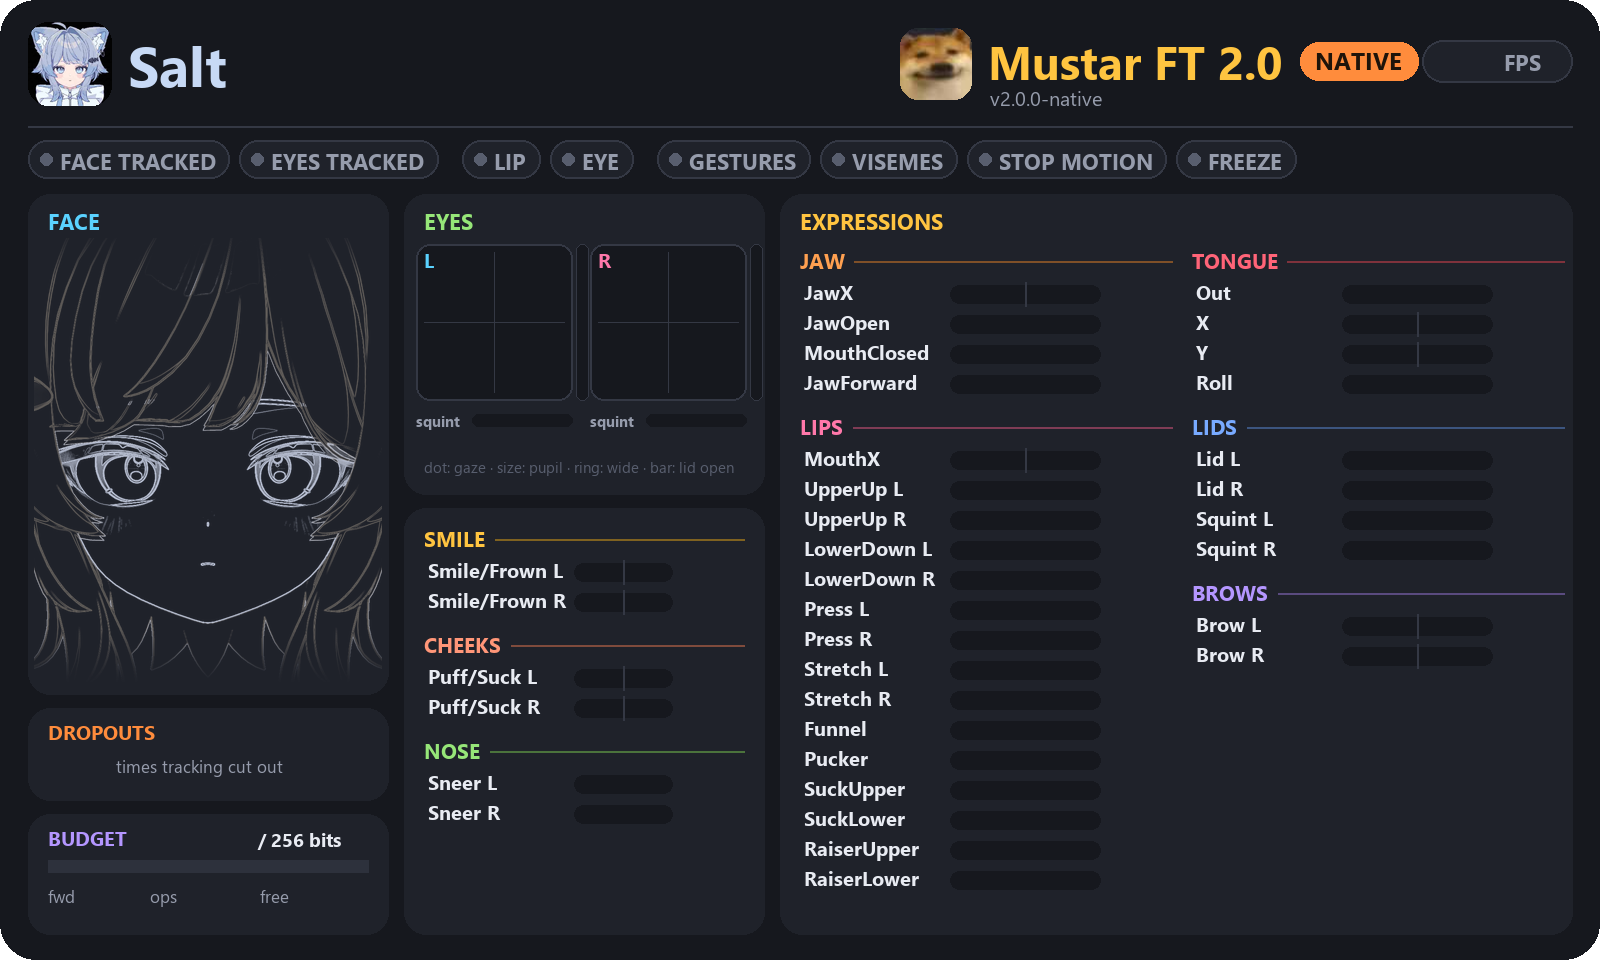 Salt
Mustar FT 2.0
NATIVE
FPS
v2.0.0-native
FACE TRACKED
EYES TRACKED
LIP
EYE
GESTURES
VISEMES
STOP MOTION
FREEZE
FACE
DROPOUTS
times tracking cut out
BUDGET
/ 256 bits
fwd
ops
free
EYES
L
R
squint
squint
dot: gaze · size: pupil · ring: wide · bar: lid open
SMILE
Smile/Frown L
Smile/Frown R
CHEEKS
Puff/Suck L
Puff/Suck R
NOSE
Sneer L
Sneer R
EXPRESSIONS
JAW
JawX
JawOpen
MouthClosed
JawForward
LIPS
MouthX
UpperUp L
UpperUp R
LowerDown L
LowerDown R
Press L
Press R
Stretch L
Stretch R
Funnel
Pucker
SuckUpper
SuckLower
RaiserUpper
RaiserLower
TONGUE
Out
X
Y
Roll
LIDS
Lid L
Lid R
Squint L
Squint R
BROWS
Brow L
Brow R